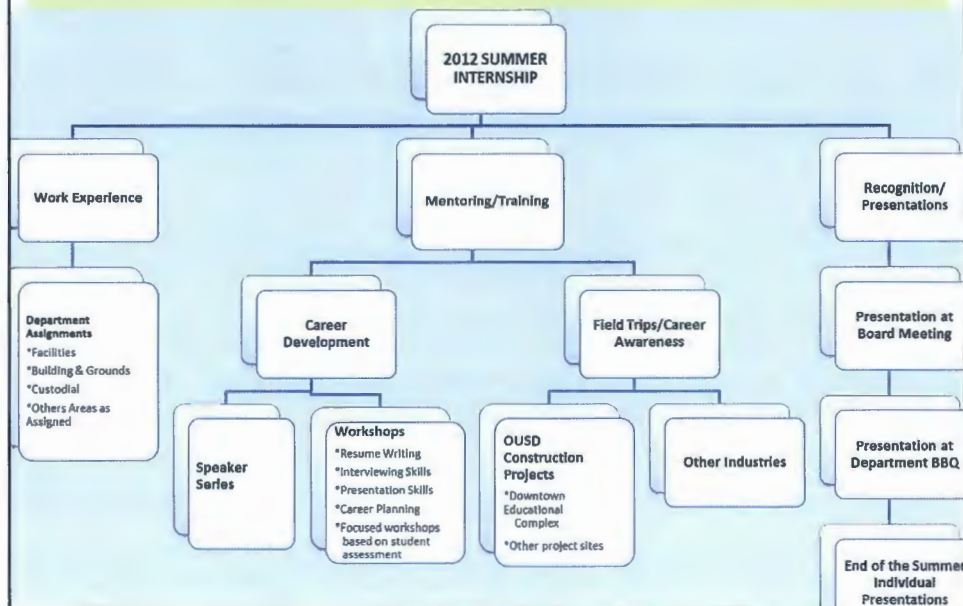 2012 SUMMER
INTERNSHIP
Work Experience
Mentoring/Training
Recognition/
Presentations
Department
Assignments
*Facilities
*Building & Grounds
*Custodial
*Others Areas as
Assigned
Career
Development
Field Trips/Career
Awareness
Presentation at
Board Meeting
Speaker
Series
Workshops
*Resume Writing
*Interviewing Skills
*Presentation Skills
*Career Planning
*Focused workshops
based on student
assessment
OUSD
Construction
Projects
*Downtown
Educational
Complex
*Other project sites
Other Industries
Presentation at
Department BBQ
End of the Summer
Individual
Presentations